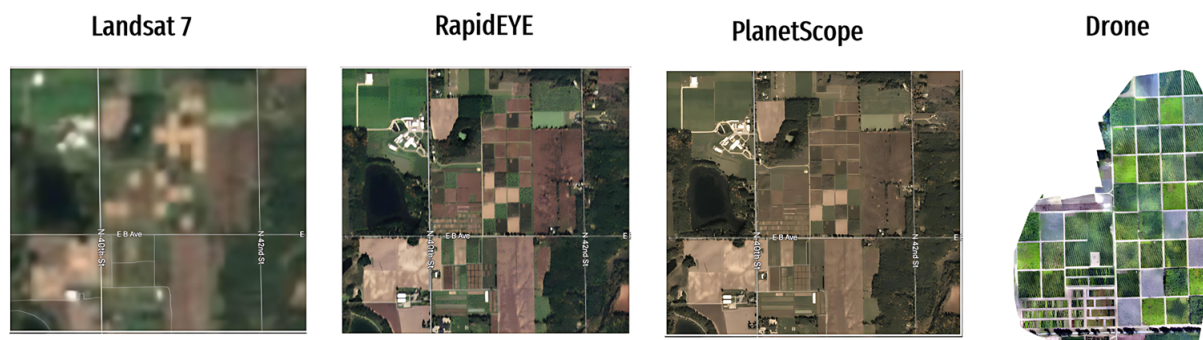 Landsat 7
RapidEYE
PlanetScope
Drone
N 40th St
E B Ave
N 42nd St
E
N 40th St
E B Ave
N 42nd St
E
N 40th St
E B Ave
N 42nd St